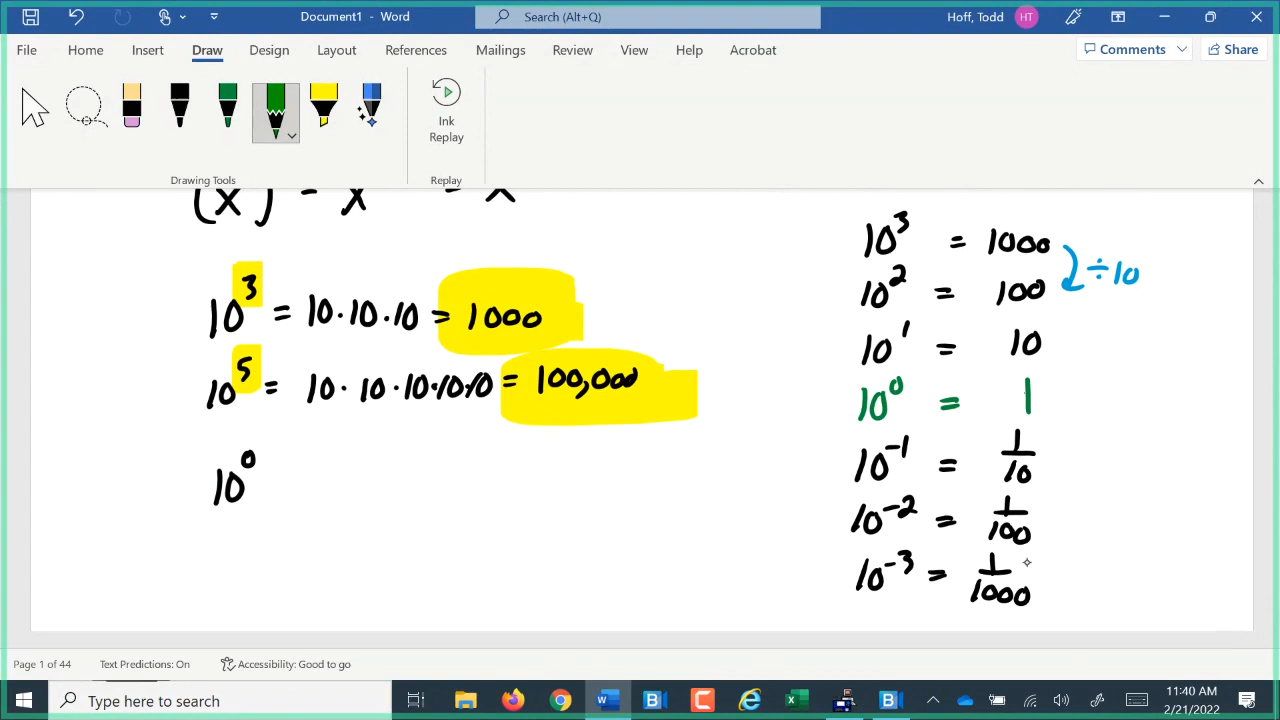 Document1 • Word
Search (Alt+Q)
Hoff, Todd HT
File Home Insert Draw Design Layout References Mailings Review View Help Acrobat Comments Share
Ink Replay
Drawing Tools Replay
(x) = x = x
10³ = 10·10·10 = 1000
10⁵ = 10·10·10·10·10 = 100,000
10⁰
10³ = 1000
÷10
10² = 100
10¹ = 10
10⁰ = 1
10⁻¹ = 1/10
10⁻² = 1/100
10⁻³ = 1/1000
Page 1 of 44 Text Predictions: On Accessibility: Good to go
Type here to search
11:40 AM
2/21/2022